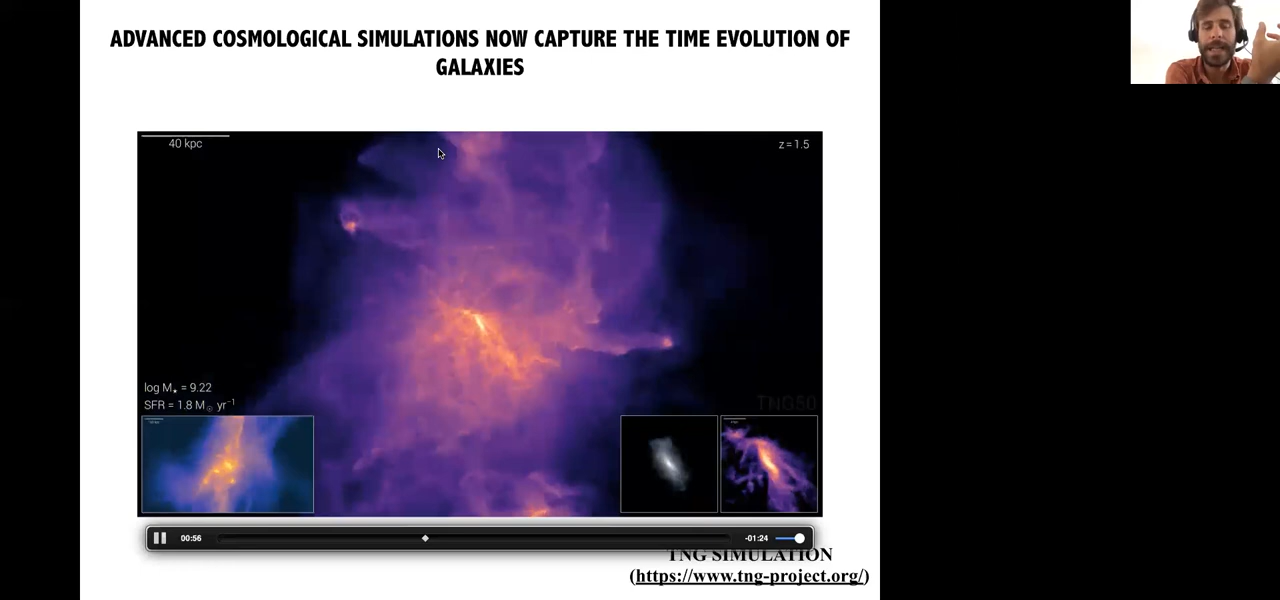 ADVANCED COSMOLOGICAL SIMULATIONS NOW CAPTURE THE TIME EVOLUTION OF
GALAXIES
40 kpc
z = 1.5
log M⋆ = 9.22
SFR = 1.8 M☉ yr⁻¹
TNG50
00:56
-01:24
TNG SIMULATION
(https://www.tng-project.org/)